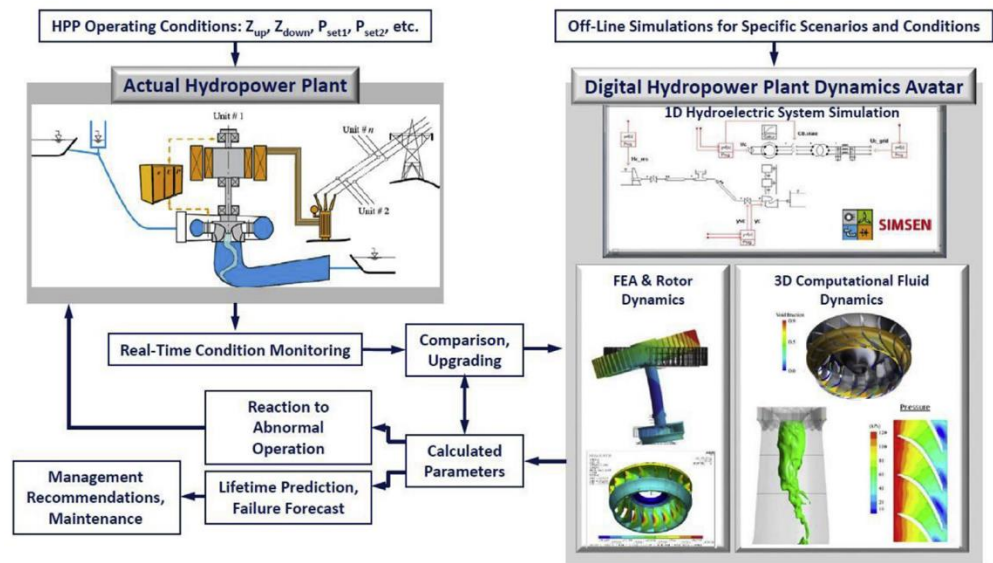 HPP Operating Conditions: Zup, Zdown, Pset1, Pset2, etc.
Off-Line Simulations for Specific Scenarios and Conditions
Actual Hydropower Plant
Digital Hydropower Plant Dynamics Avatar
1D Hydroelectric System Simulation
Unit # 1
Unit # n
Unit # 2
SIMSEN
FEA & Rotor
Dynamics
3D Computational Fluid
Dynamics
Void fraction
Pressure
Real-Time Condition Monitoring
Comparison,
Upgrading
Reaction to
Abnormal
Operation
Calculated
Parameters
Management
Recommendations,
Maintenance
Lifetime Prediction,
Failure Forecast